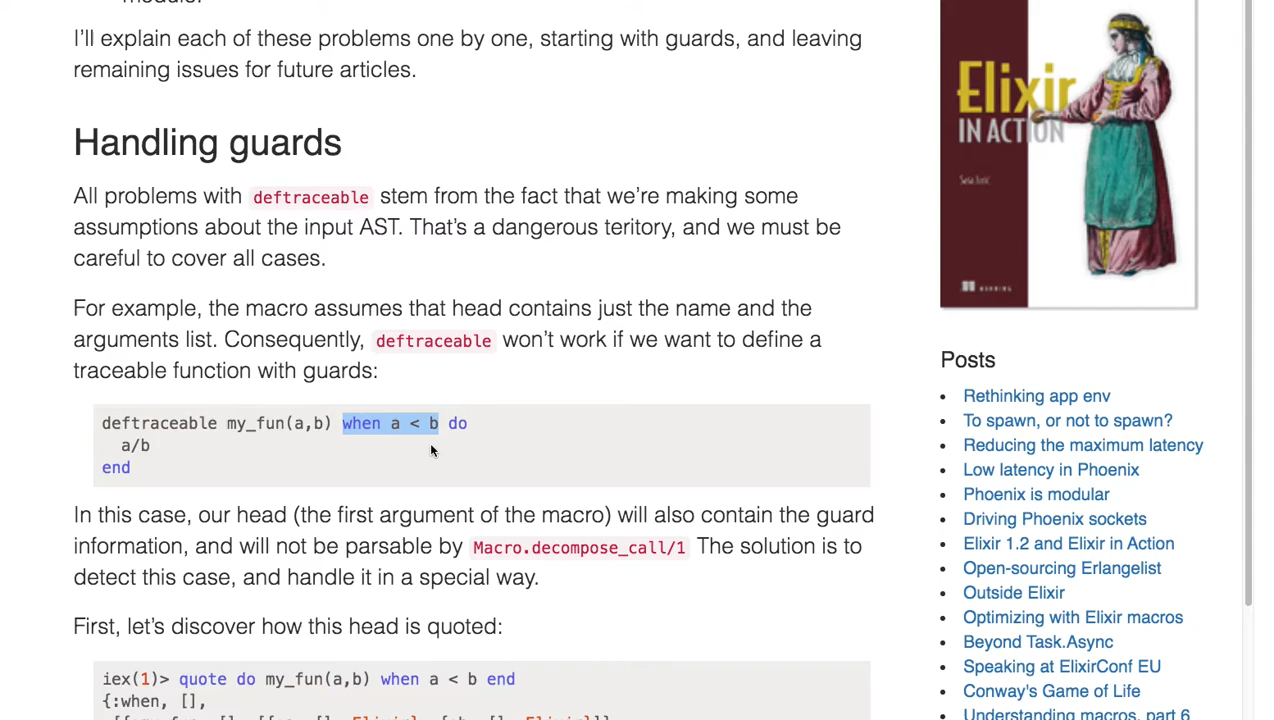 module.
I’ll explain each of these problems one by one, starting with guards, and leaving
remaining issues for future articles.
Handling guards
All problems with deftraceable stem from the fact that we’re making some
assumptions about the input AST. That’s a dangerous teritory, and we must be
careful to cover all cases.
For example, the macro assumes that head contains just the name and the
arguments list. Consequently, deftraceable won’t work if we want to define a
traceable function with guards:
deftraceable my_fun(a,b) when a < b do
  a/b
end
In this case, our head (the first argument of the macro) will also contain the guard
information, and will not be parsable by Macro.decompose_call/1 The solution is to
detect this case, and handle it in a special way.
First, let’s discover how this head is quoted:
iex(1)> quote do my_fun(a,b) when a < b end
{:when, [],
Elixir
IN ACTION
MANNING
Posts
Rethinking app env
To spawn, or not to spawn?
Reducing the maximum latency
Low latency in Phoenix
Phoenix is modular
Driving Phoenix sockets
Elixir 1.2 and Elixir in Action
Open-sourcing Erlangelist
Outside Elixir
Optimizing with Elixir macros
Beyond Task.Async
Speaking at ElixirConf EU
Conway's Game of Life
Understanding macros, part 6